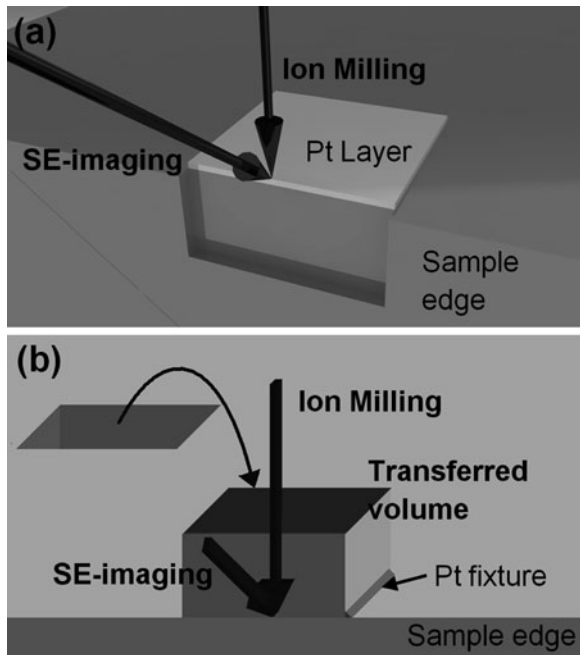 (a)
Ion Milling
Pt Layer
SE-imaging
Sample
edge
(b)
Ion Milling
Transferred
volume
SE-imaging
Pt fixture
Sample edge